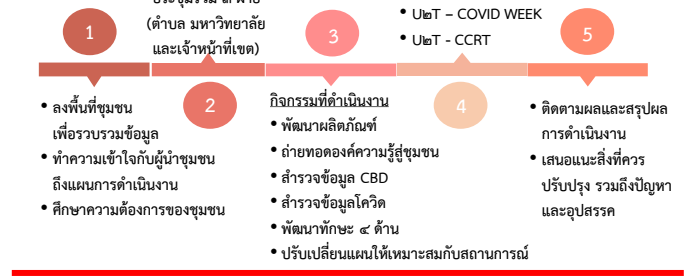 1
• ลงพื้นที่ชุมชน
เพื่อรวบรวมข้อมูล
• ทำความเข้าใจกับผู้นำชุมชน
ถึงแผนการดำเนินงาน
• ศึกษาความต้องการของชุมชน
(ตำบล มหาวิทยาลัย
และเจ้าหน้าที่เขต)
2
3
กิจกรรมที่ดำเนินงาน
• พัฒนาผลิตภัณฑ์
• ถ่ายทอดองค์ความรู้สู่ชุมชน
• สำรวจข้อมูล CBD
• สำรวจข้อมูลโควิด
• พัฒนาทักษะ ๔ ด้าน
• ปรับเปลี่ยนแผนให้เหมาะสมกับสถานการณ์
• U๒T – COVID WEEK
• U๒T - CCRT
4
5
• ติดตามผลและสรุปผล
การดำเนินงาน
• เสนอแนะสิ่งที่ควร
ปรับปรุง รวมถึงปัญหา
และอุปสรรค